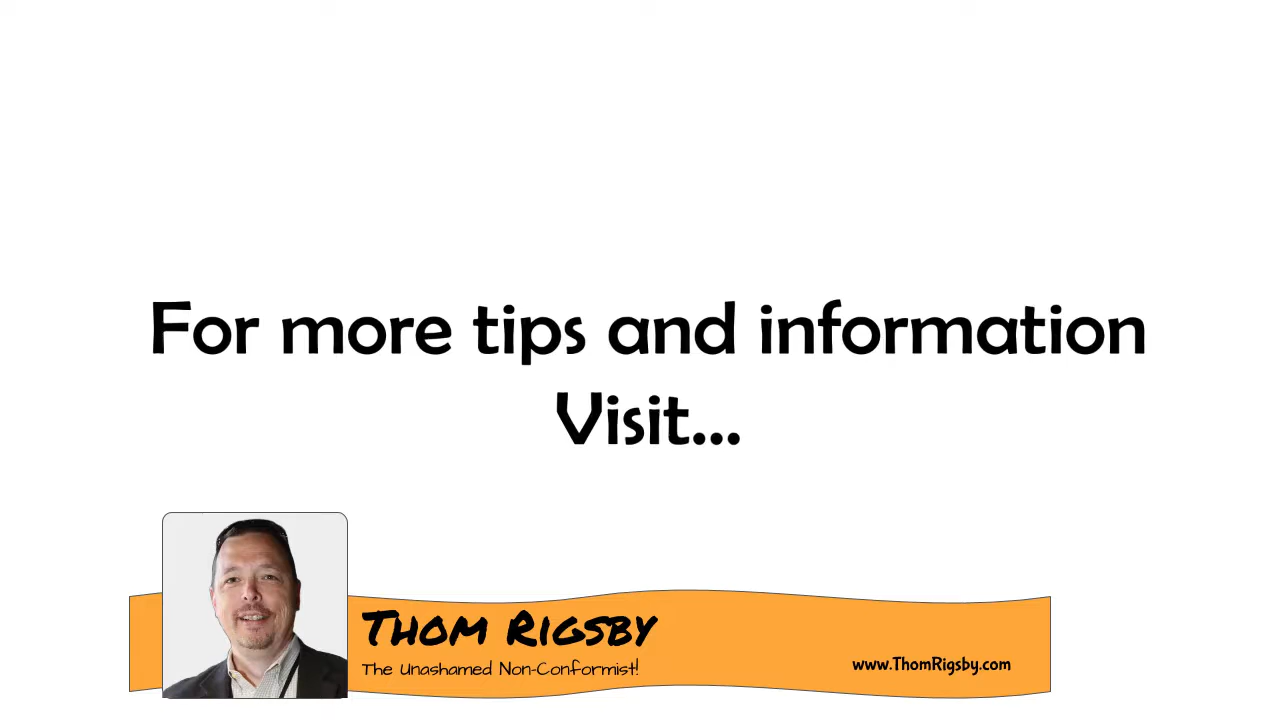 For more tips and information
Visit...
Thom Rigsby
The Unashamed Non-Conformist!
www.ThomRigsby.com